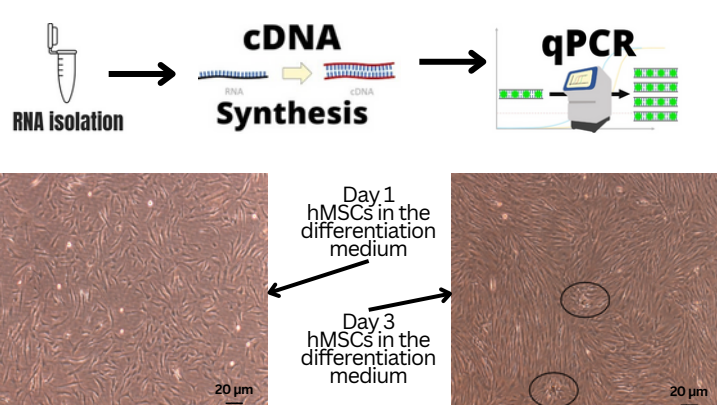 RNA isolation
cDNA
RNA
cDNA
Synthesis
qPCR
Day 1
hMSCs in the
differentiation
medium
Day 3
hMSCs in the
differentiation
medium
20 µm
20 µm